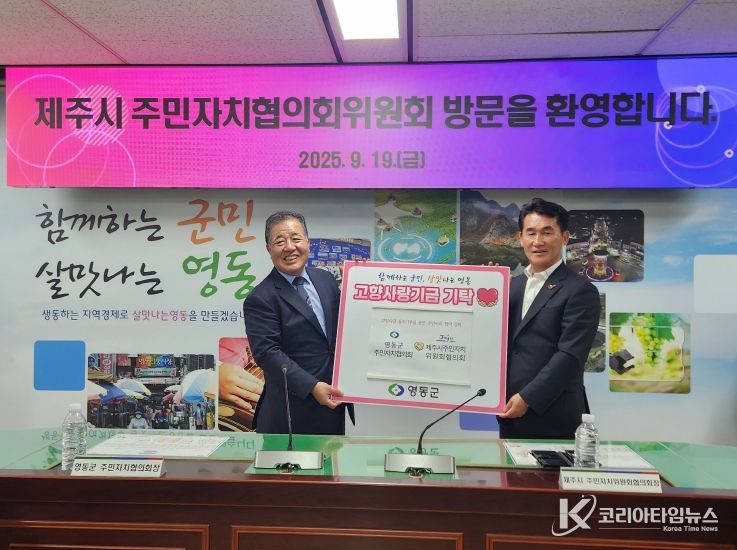 제주시 주민자치협의회위원회 방문을 환영합니다.
2025. 9. 19.(금)
함께하는 군민
살맛나는 영동
생동하는 지역경제로 살맛나는영동을 만들겠습니
함께하는 군민, 살맛나는 영동
고향사랑기금 기탁
영동군
주민자치협의회
제주시주민자치
위원회협의회
영동군
영동군 주민자치협의회장
제주시 주민자치위원회협의회장
K 코리아타임뉴스
Korea Time News